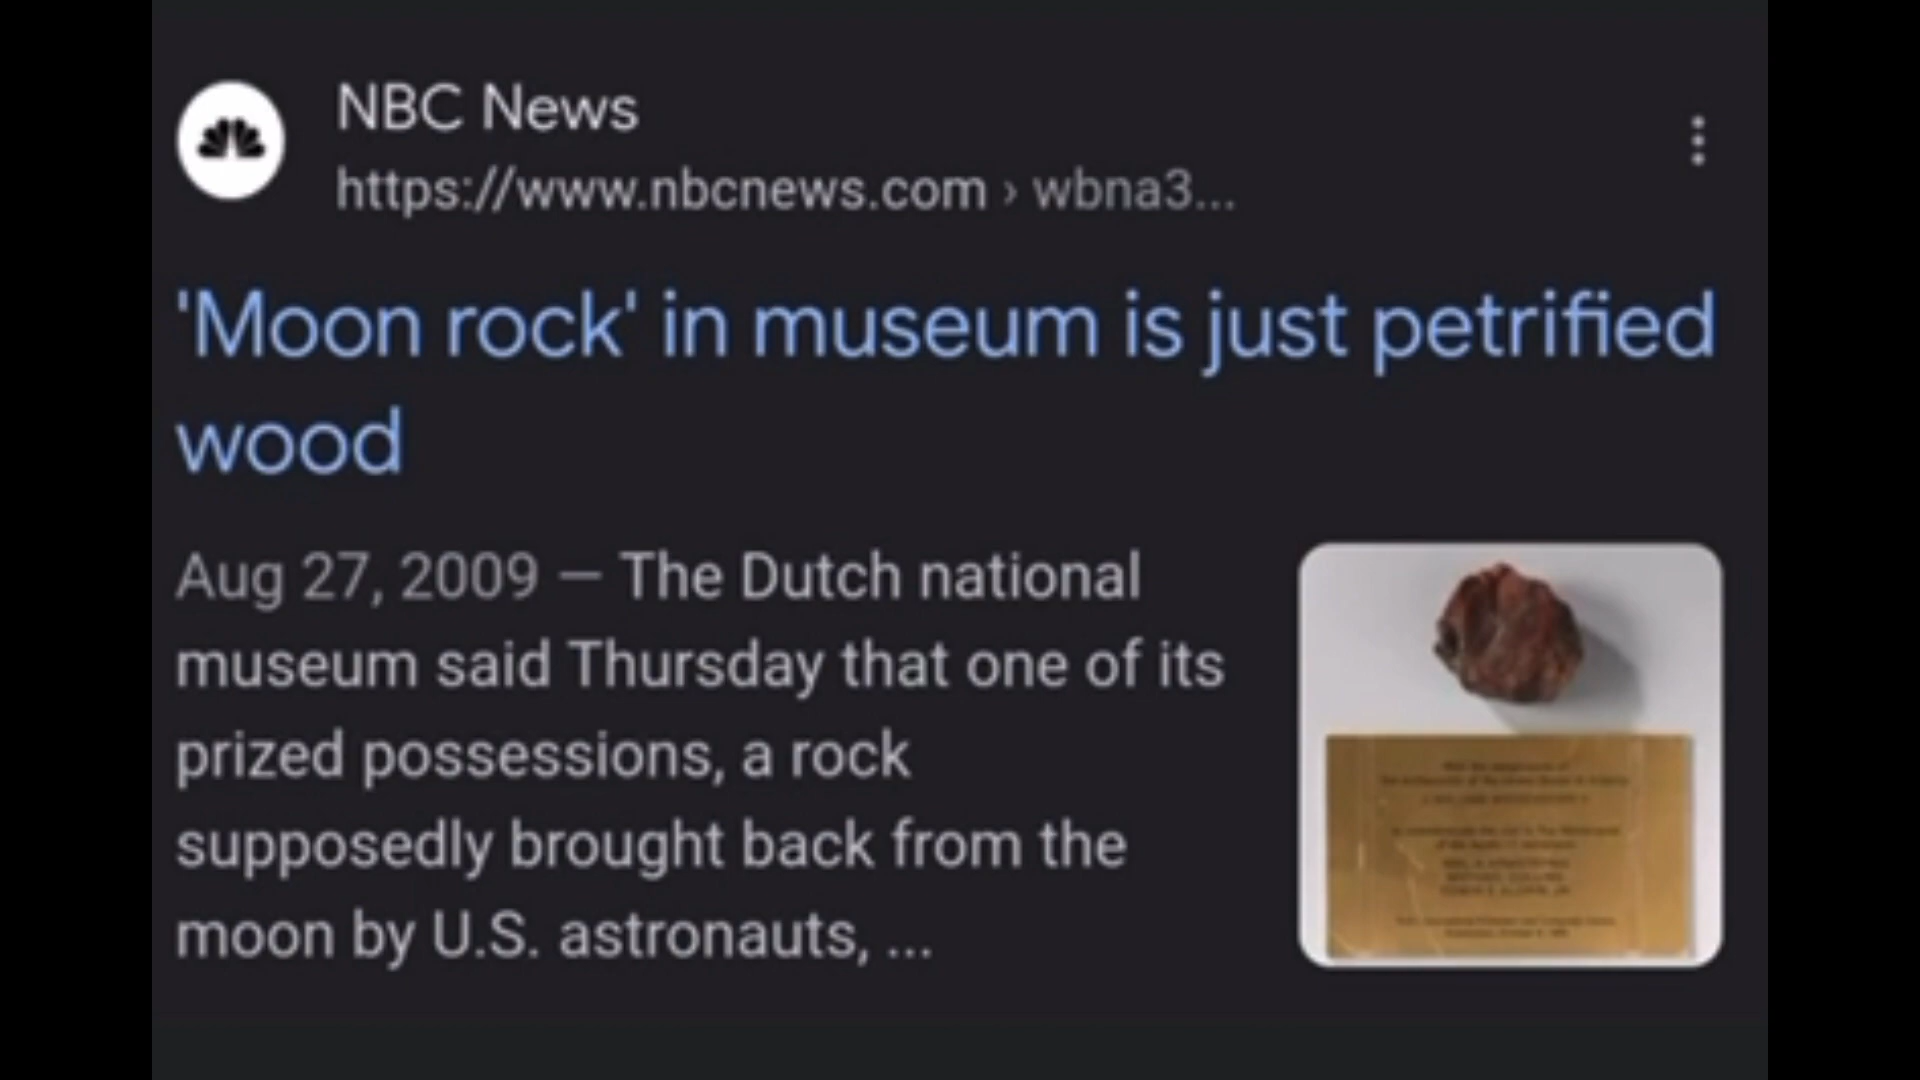 NBC News
https://www.nbcnews.com › wbna3...
'Moon rock' in museum is just petrified
wood
Aug 27, 2009 — The Dutch national
museum said Thursday that one of its
prized possessions, a rock
supposedly brought back from the
moon by U.S. astronauts, ...